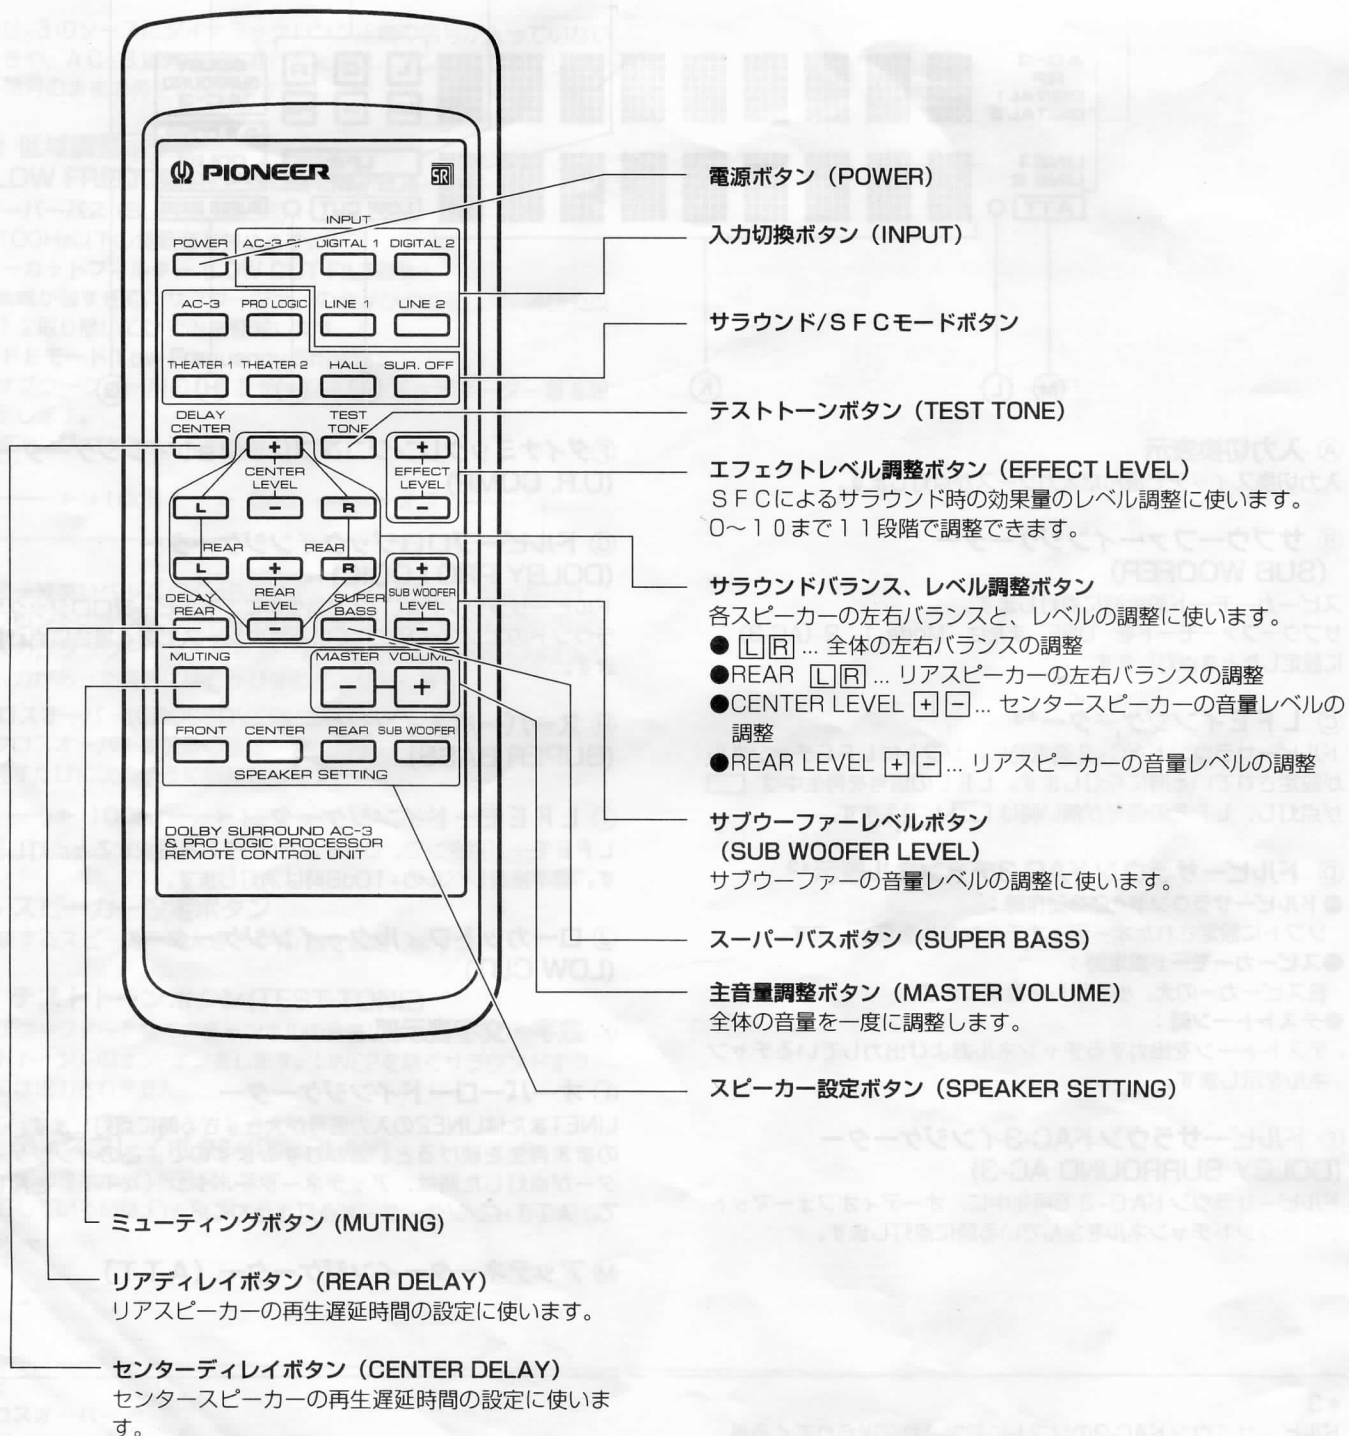 PIONEER
SR
INPUT
POWER AC-3 DIGITAL 1 DIGITAL 2
AC-3 PRO LOGIC LINE 1 LINE 2
THEATER 1 THEATER 2 HALL SUR. OFF
DELAY CENTER
TEST TONE
+
CENTER LEVEL
−
L R
+
EFFECT LEVEL
−
REAR REAR
L R
+
REAR LEVEL
−
DELAY REAR
SUPER BASS
+
SUB WOOFER LEVEL
−
MUTING
MASTER VOLUME
− +
FRONT CENTER REAR SUB WOOFER
SPEAKER SETTING
DOLBY SURROUND AC-3
& PRO LOGIC PROCESSOR
REMOTE CONTROL UNIT
電源ボタン（POWER）
入力切換ボタン（INPUT）
サラウンド/ＳＦＣモードボタン
テストトーンボタン（TEST TONE）
エフェクトレベル調整ボタン（EFFECT LEVEL）
ＳＦＣによるサラウンド時の効果量のレベル調整に使います。
０〜１０まで１１段階で調整できます。
サラウンドバランス、レベル調整ボタン
各スピーカーの左右バランスと、レベルの調整に使います。
● L R ... 全体の左右バランスの調整
●REAR L R ... リアスピーカーの左右バランスの調整
●CENTER LEVEL + − ... センタースピーカーの音量レベルの
調整
●REAR LEVEL + − ... リアスピーカーの音量レベルの調整
サブウーファーレベルボタン
（SUB WOOFER LEVEL）
サブウーファーの音量レベルの調整に使います。
スーパーバスボタン（SUPER BASS）
主音量調整ボタン（MASTER VOLUME）
全体の音量を一度に調整します。
スピーカー設定ボタン（SPEAKER SETTING）
ミューティングボタン (MUTING)
リアディレイボタン（REAR DELAY）
リアスピーカーの再生遅延時間の設定に使います。
センターディレイボタン（CENTER DELAY）
センタースピーカーの再生遅延時間の設定に使いま
す。